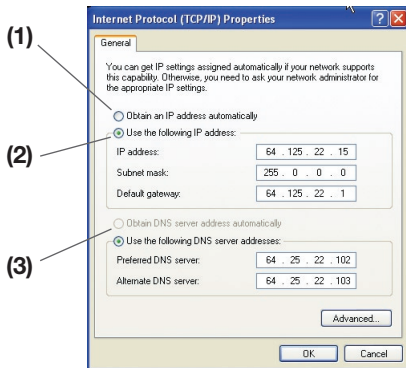 Internet Protocol (TCP/IP) Properties
General
You can get IP settings assigned automatically if your network supports
this capability. Otherwise, you need to ask your network administrator for
the appropriate IP settings.
(1)
Obtain an IP address automatically
(2)
Use the following IP address:
IP address: 64 . 125 . 22 . 15
Subnet mask: 255 . 0 . 0 . 0
Default gateway: 64 . 125 . 22 . 1
(3)
Obtain DNS server address automatically
Use the following DNS server addresses:
Preferred DNS server: 64 . 25 . 22 . 102
Alternate DNS server: 64 . 25 . 22 . 103
Advanced...
OK Cancel